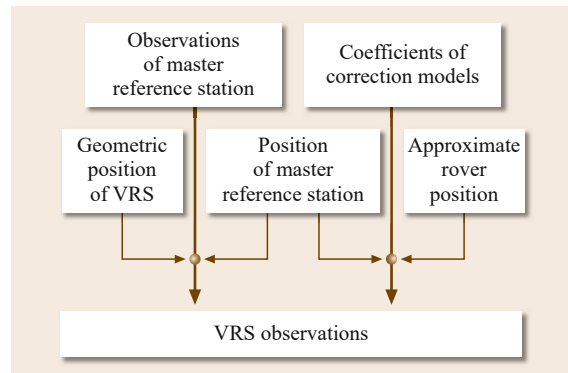 Observations
of master
reference station
Coefficients of
correction models
Geometric
position
of VRS
Position
of master
reference station
Approximate
rover
position
VRS observations